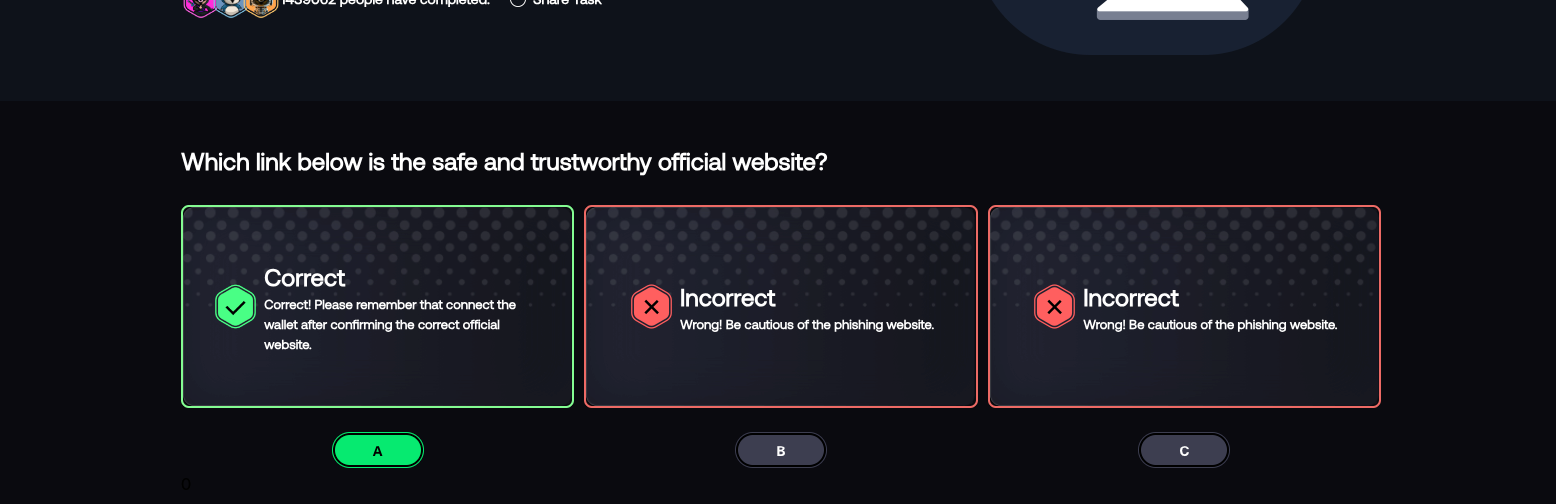 1459062 people have completed. Share Task
Which link below is the safe and trustworthy official website?
Correct
Correct! Please remember that connect the
wallet after confirming the correct official
website.
Incorrect
Wrong! Be cautious of the phishing website.
Incorrect
Wrong! Be cautious of the phishing website.
A
B
C
0